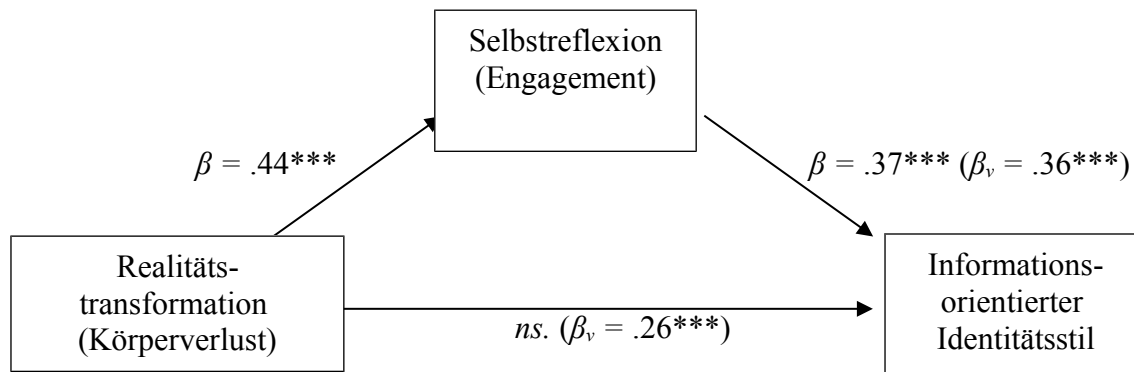 Selbstreflexion
(Engagement)
β = .44***
β = .37*** (βv = .36***)
Realitäts-
transformation
(Körperverlust)
ns. (βv = .26***)
Informations-
orientierter
Identitätsstil